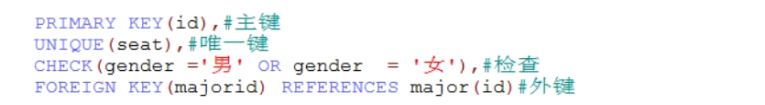 PRIMARY KEY(id),#主键
UNIQUE(seat),#唯一键
CHECK(gender ='男' OR gender  = '女'),#检查
FOREIGN KEY(majorid) REFERENCES major(id)#外键